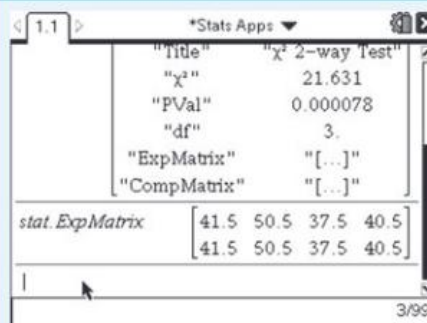 1.1 *Stats Apps
"Title" "χ² 2-way Test"
"χ²" 21.631
"PVal" 0.000078
"df" 3.
"ExpMatrix" "[...]"
"CompMatrix" "[...]"
stat.ExpMatrix [41.5 50.5 37.5 40.5
41.5 50.5 37.5 40.5]
3/99